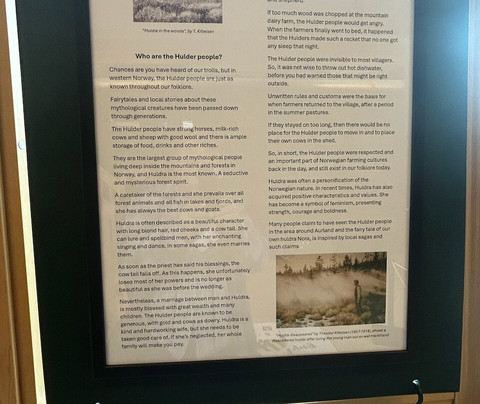 "Huldra in the woods", by T. Kittelsen
Who are the Hulder people?
Chances are you have heard of our trolls, but in
western Norway, the Hulder people are just as
known throughout our folklore.
Fairytales and local stories about these
mythological creatures have been passed down
through generations.
The Hulder people have strong horses, milk-rich
cows and sheep with good wool and there is ample
storage of food, drinks and other riches.
They are the largest group of mythological people
living deep inside the mountains and forests in
Norway, and Huldra is the most known. A seductive
and mysterious forest spirit.
A caretaker of the forests and she prevails over all
forest animals and all fish in lakes and fjords, and
she has always the best cows and goats.
Huldra is often described as a beautiful character
with long blond hair, red cheeks and a cow tail. She
can lure and spellbind men, with her enchanting
singing and dance. In some sagas, she even marries
them.
As soon as the priest has said his blessings, the
cow tail falls off. As this happens, she unfortunately
loses most of her powers and is no longer as
beautiful as she was before the wedding.
Nevertheless, a marriage between man and Huldra,
is mostly blessed with great wealth and many
children. The Hulder people are known to be
generous, with gold and cows as dowry. Huldra is a
kind and hardworking wife, but she needs to be
taken good care of. If she's neglected, her whole
family will make you pay.
and shepherd.
If too much wood was chopped at the mountain
dairy farm, the Hulder people would get angry.
When the farmers finally went to bed, it happened
that the Hulders made such a racket that no one got
any sleep that night.
The Hulder people were invisible to most villagers.
So, it was not wise to throw out hot dishwater,
before you had warned those that might be right
outside.
Unwritten rules and customs were the basis for
when farmers returned to the village, after a period
in the summer pastures.
If they stayed on too long, then there would be no
place for the Hulder people to move in and to place
their own cows in the shed.
So, in short, the Hulder people were respected and
an important part of Norwegian farming cultures
back in the day, and still exist in our folklore today.
Huldra was often a personification of the
Norwegian nature. In recent times, Huldra has also
acquired positive characteristics and values. She
has become a symbol of feminism, presenting
strength, courage and boldness.
Many people claim to have seen the Hulder people
in the area around Aurland and the fairy tale of our
own huldra Nora, is inspired by local sagas and
such claims
disappeared" by Theodor Kittelsen (1857-1914), shows a
huldra after luring the young man out on wet marshland